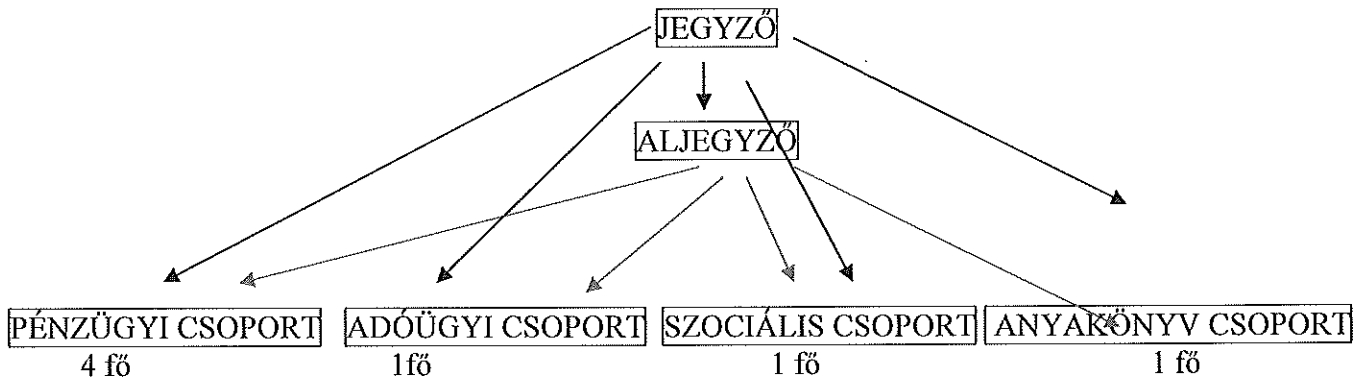 JEGYZŐ
ALJEGYZŐ
PÉNZÜGYI CSOPORT ADÓÜGYI CSOPORT SZOCIÁLIS CSOPORT ANYAKÖNYV CSOPORT
4 fő 1fő 1 fő 1 fő